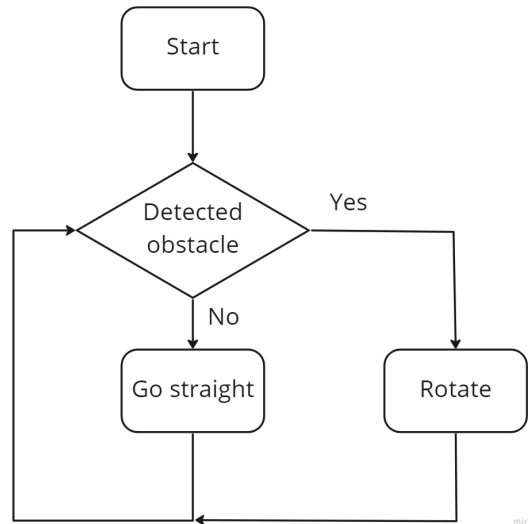 Start
Detected
obstacle
Yes
No
Go straight
Rotate